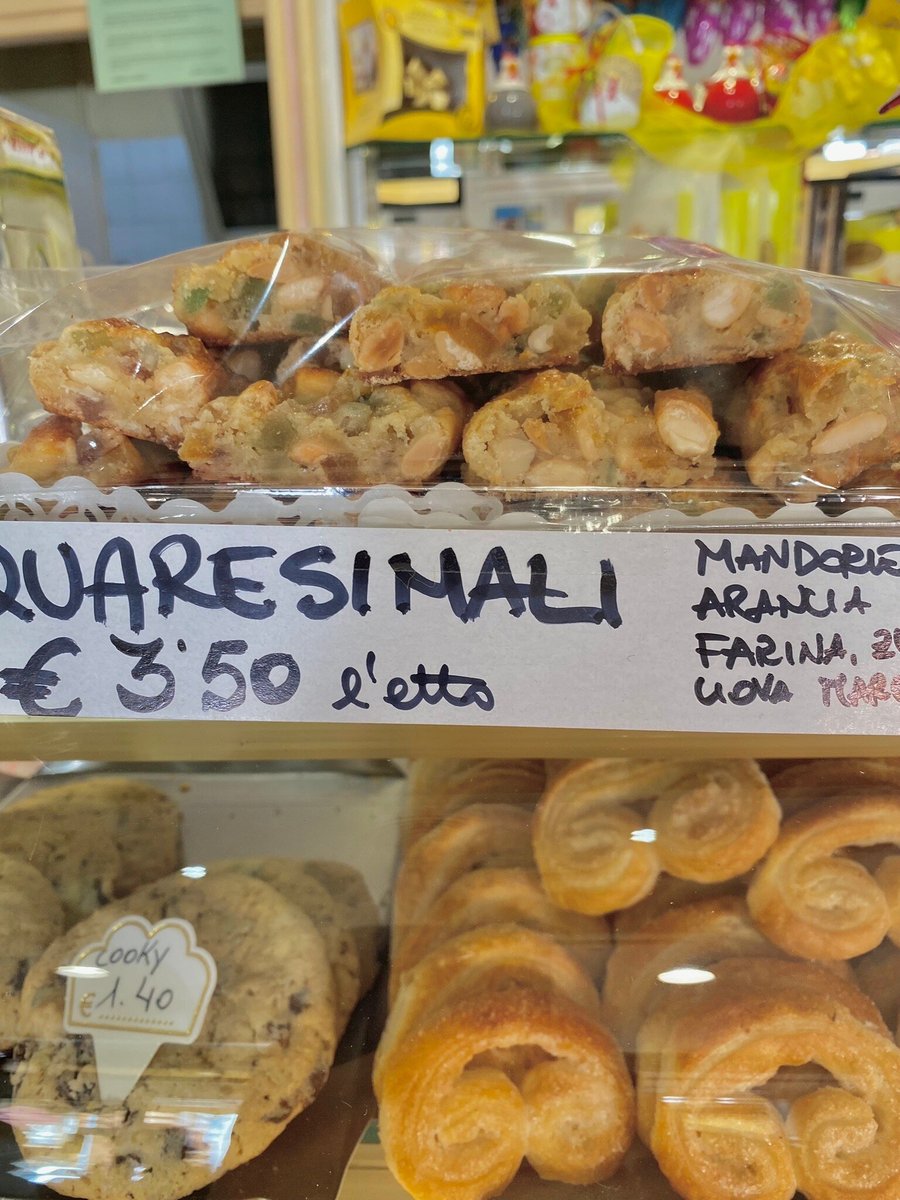 QUARESIMALI
€ 3'50 l'etto
MANDORLE
ARANCIA
FARINA,
UOVA
cooky
€ 1.40